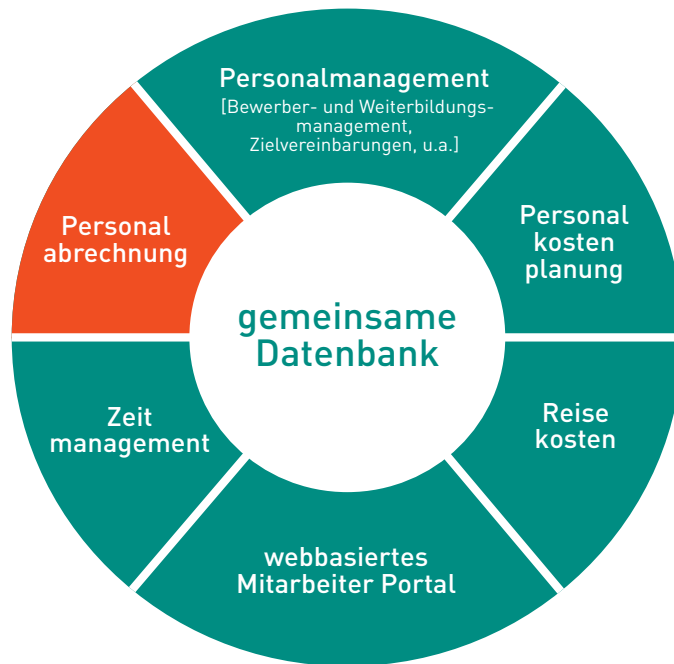 Personalmanagement
[Bewerber- und Weiterbildungs-
management,
Zielvereinbarungen, u.a.]
Personal
kosten
planung
Reise
kosten
webbasiertes
Mitarbeiter Portal
Zeit
management
Personal
abrechnung
gemeinsame
Datenbank